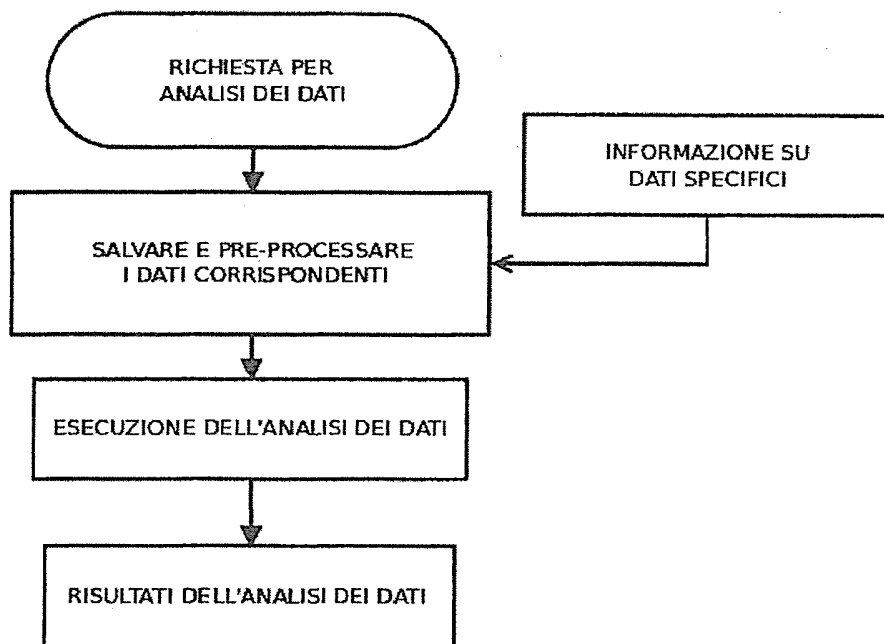 RICHIESTA PER
ANALISI DEI DATI
INFORMAZIONE SU
DATI SPECIFICI
SALVARE E PRE-PROCESSARE
I DATI CORRISPONDENTI
ESECUZIONE DELL'ANALISI DEI DATI
RISULTATI DELL'ANALISI DEI DATI